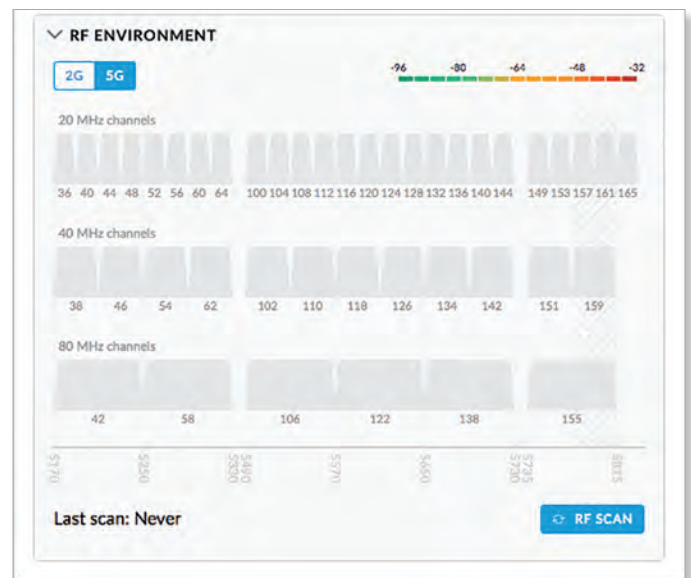 RF ENVIRONMENT
2G 5G
-96 -80 -64 -48 -32
20 MHz channels
36 40 44 48 52 56 60 64 100 104 108 112 116 120 124 128 132 136 140 144 149 153 157 161 165
40 MHz channels
38 46 54 62 102 110 118 126 134 142 151 159
80 MHz channels
42 58 106 122 138 155
5170 5250 5330 5490 5570 5650 5730 5735 5815
Last scan: Never
RF SCAN